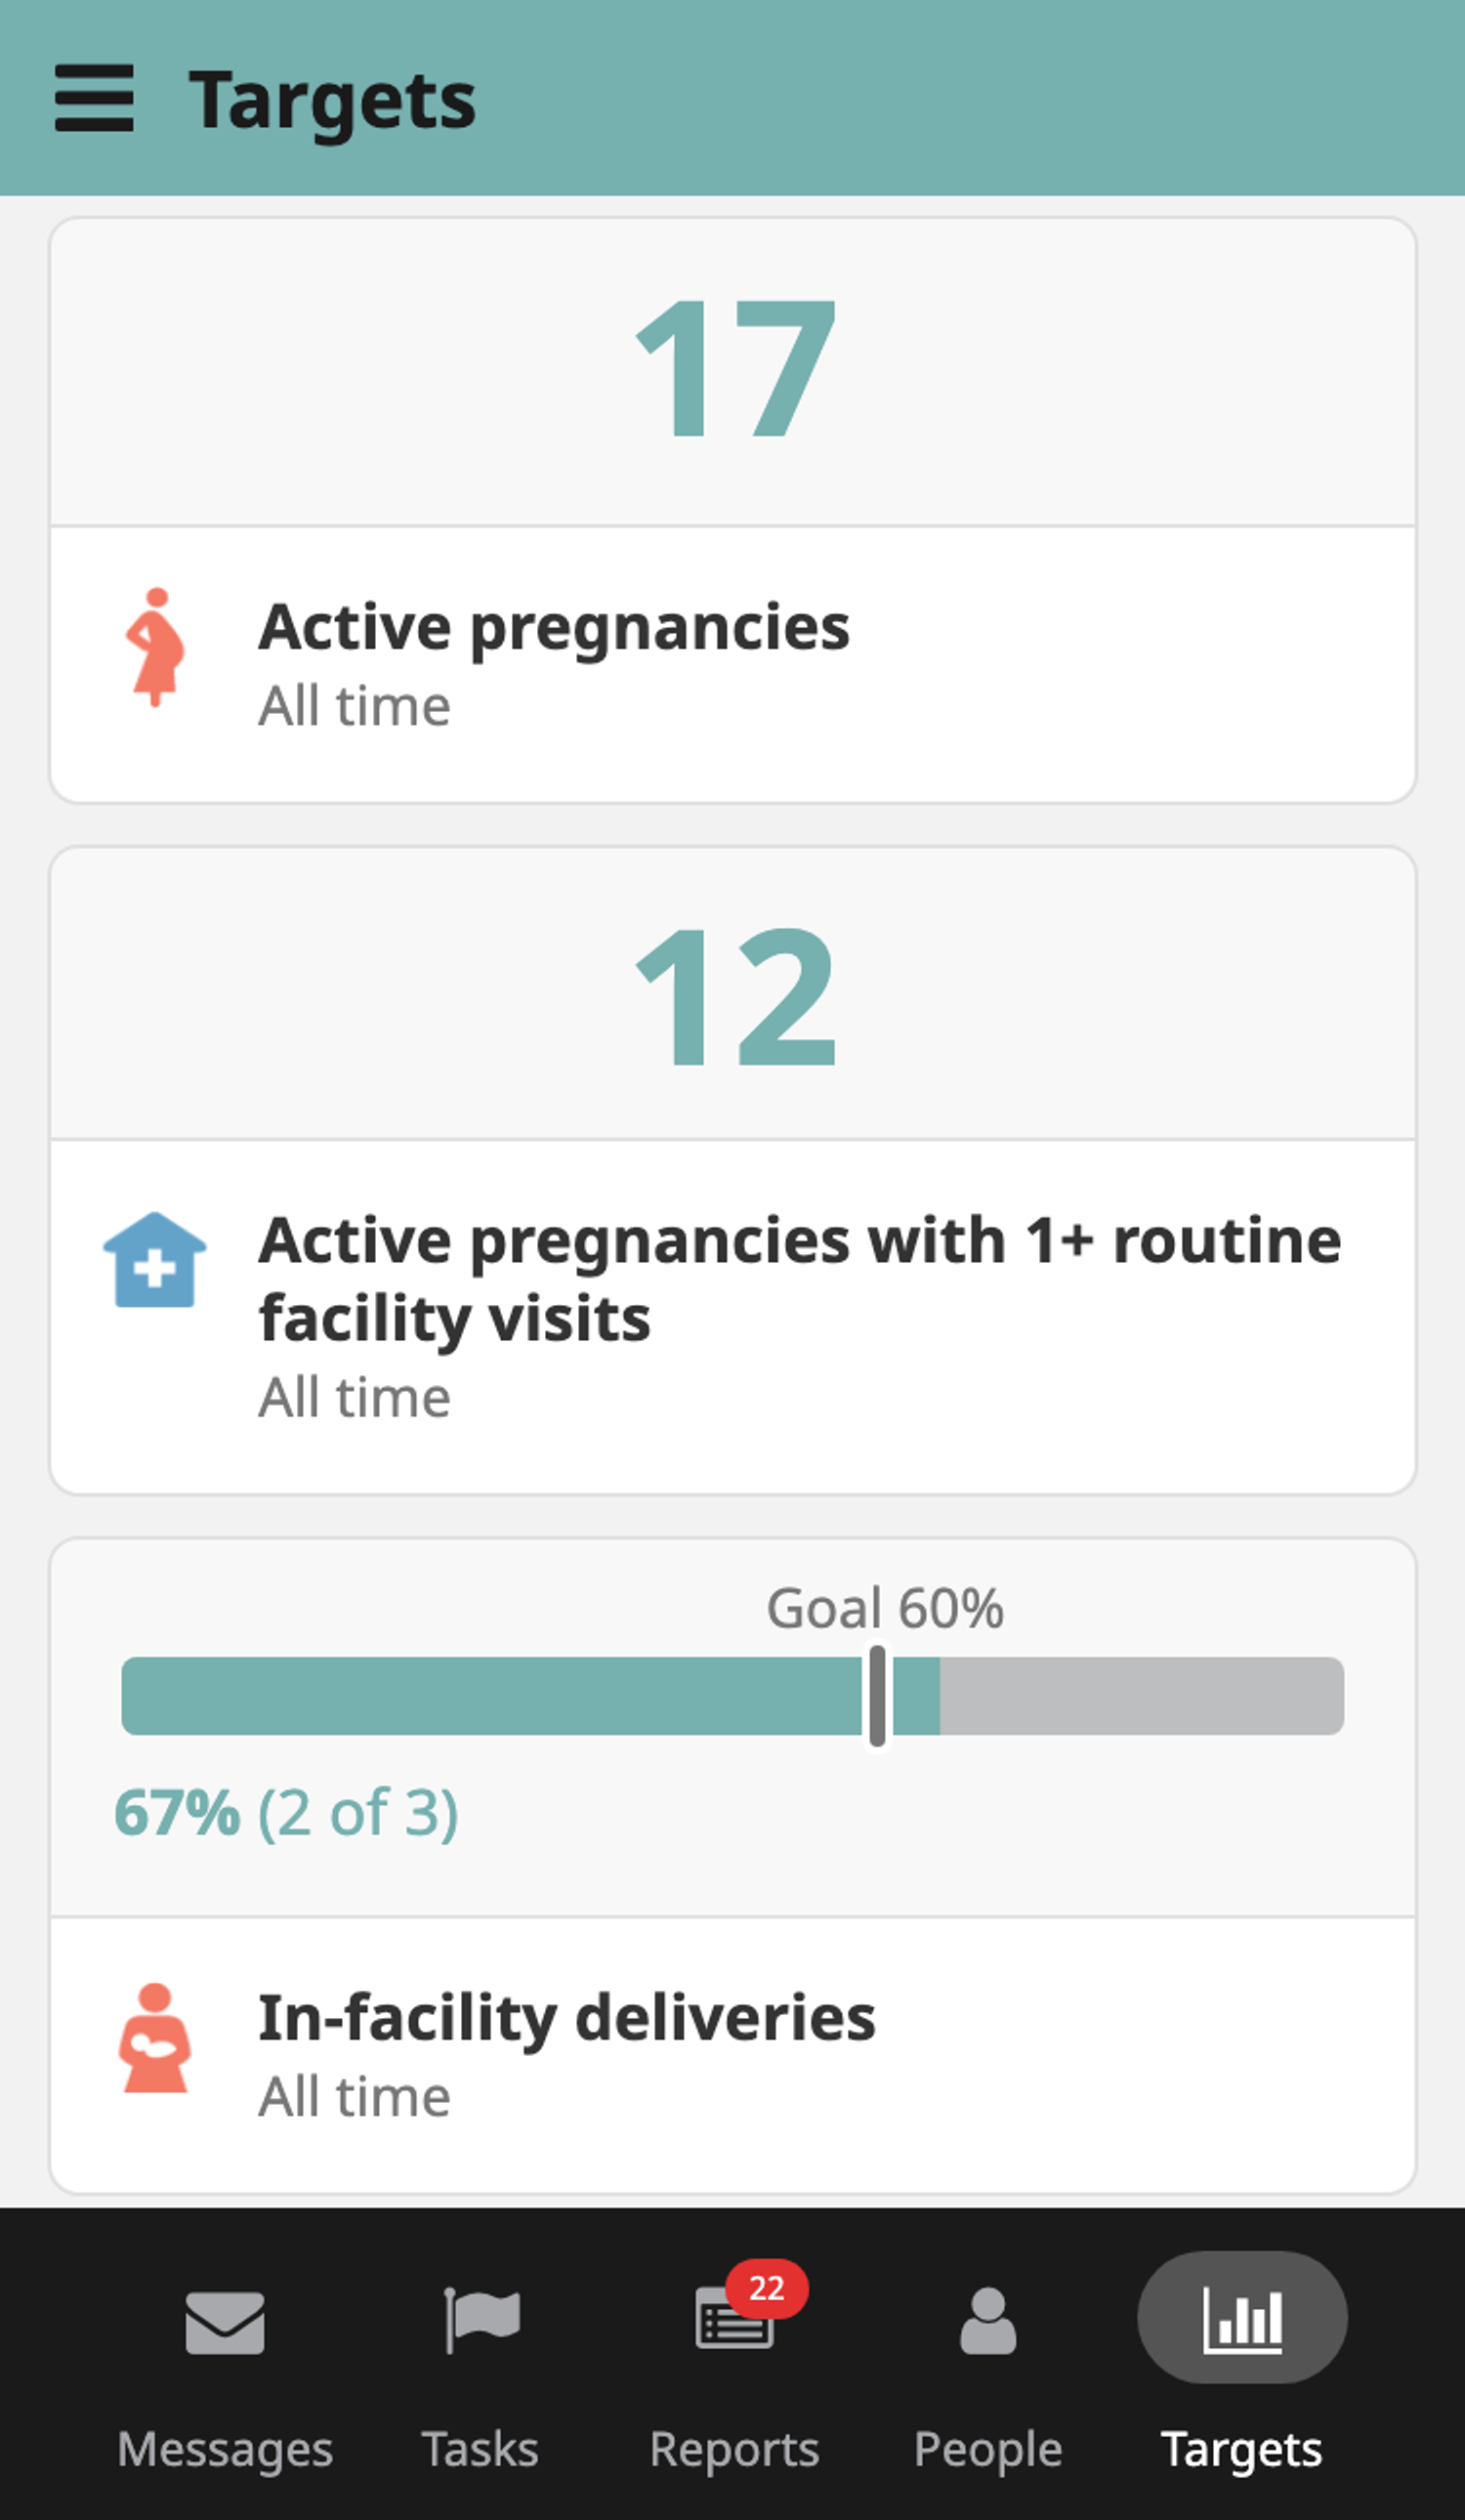 Targets
17
Active pregnancies
All time
12
Active pregnancies with 1+ routine
facility visits
All time
Goal 60%
67% (2 of 3)
In-facility deliveries
All time
22
Messages
Tasks
Reports
People
Targets